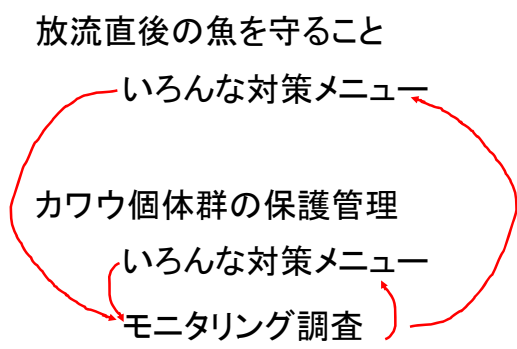 放流直後の魚を守ること
いろんな対策メニュー
カワウ個体群の保護管理
いろんな対策メニュー
モニタリング調査